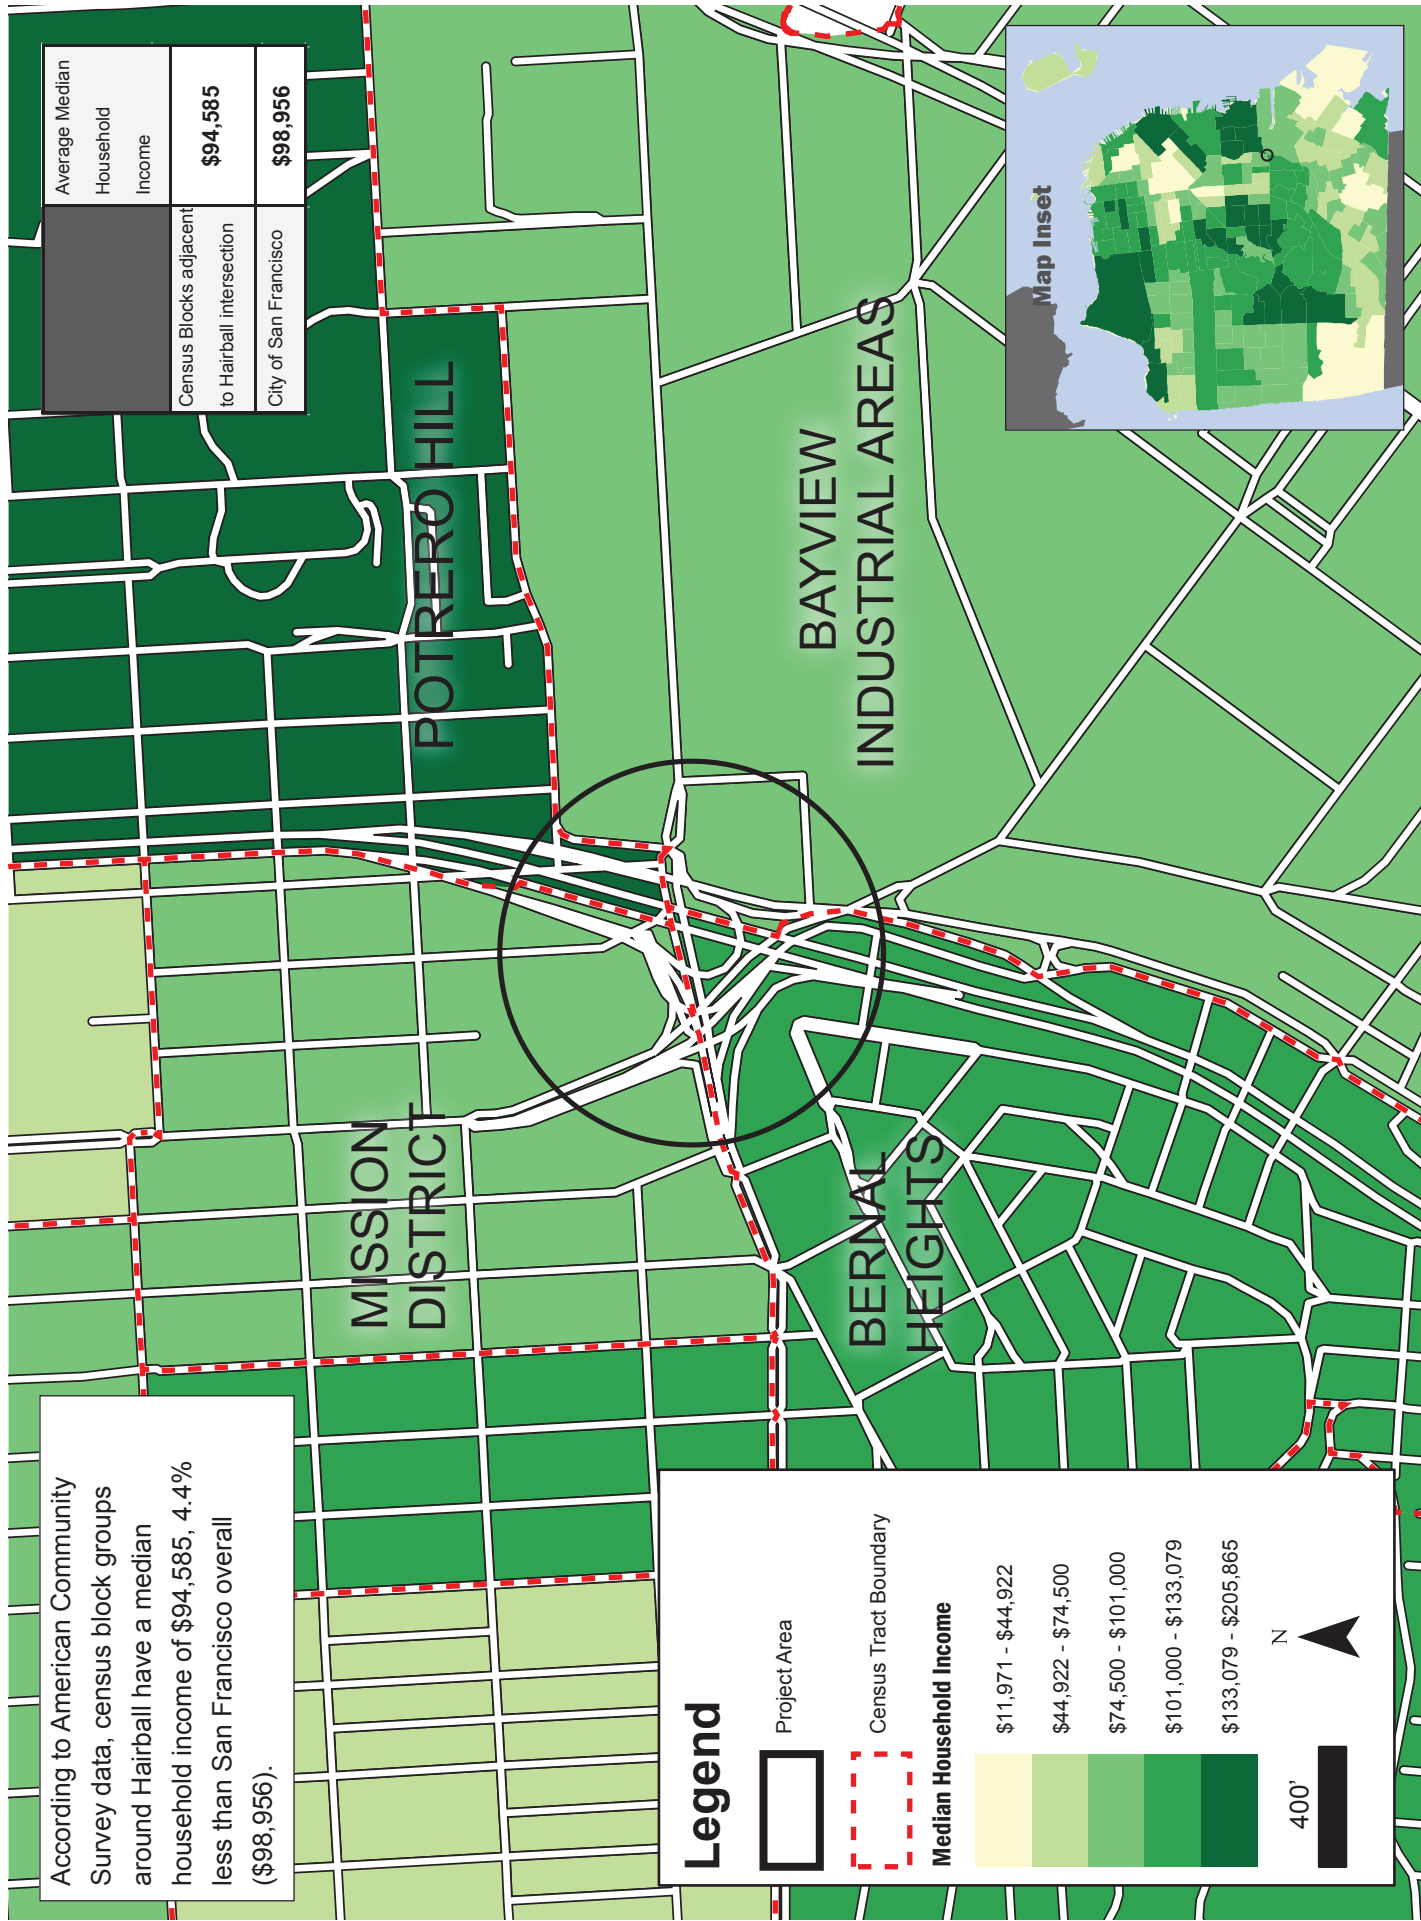 According to American Community
Survey data, census block groups
around Hairball have a median
household income of $94,585, 4.4%
less than San Francisco overall
($98,956).
Average Median
Household
Income
Census Blocks adjacent
to Hairball intersection
$94,585
City of San Francisco
$98,956
MISSION
DISTRICT
POTRERO HILL
BERNAL
HEIGHTS
BAYVIEW
INDUSTRIAL AREAS
Legend
Project Area
Census Tract Boundary
Median Household Income
$11,971 - $44,922
$44,922 - $74,500
$74,500 - $101,000
$101,000 - $133,079
$133,079 - $205,865
400'
N
Map Inset